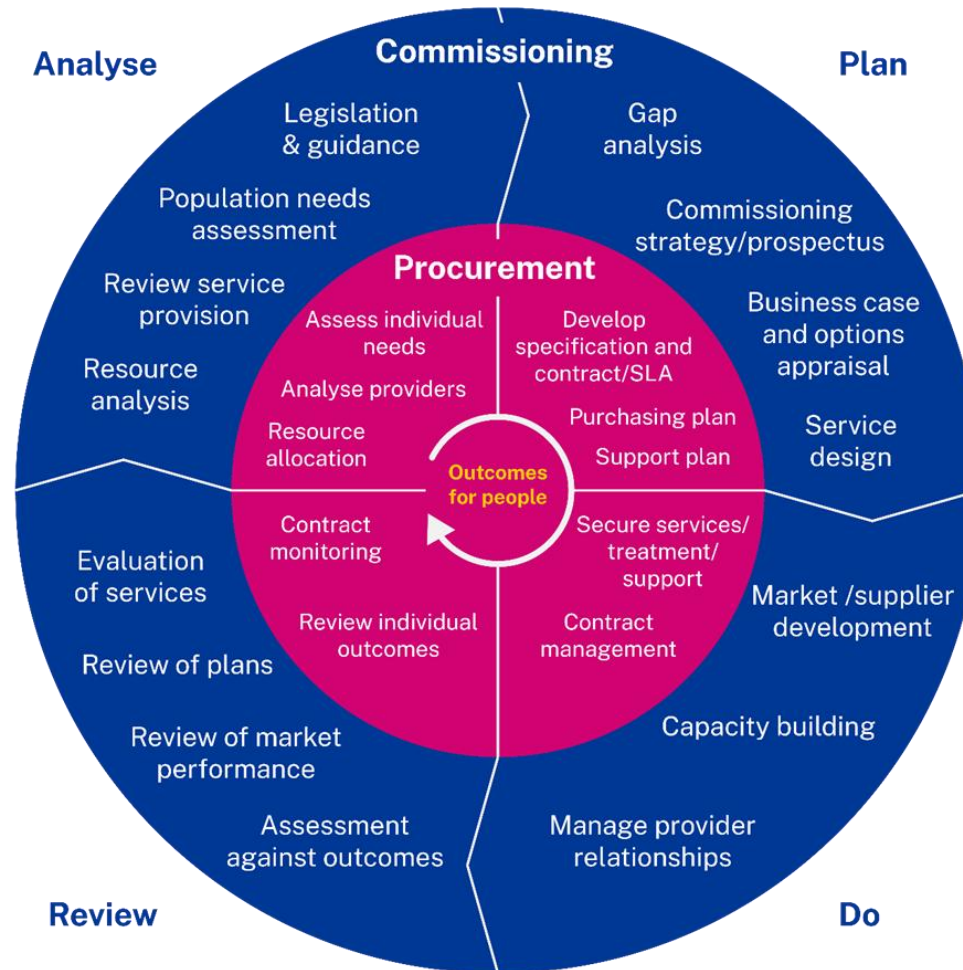 Analyse
Commissioning
Plan
Legislation
& guidance
Population needs
assessment
Review service
provision
Resource
analysis
Gap
analysis
Commissioning
strategy/prospectus
Business case
and options
appraisal
Service
design
Procurement
Assess individual
needs
Analyse providers
Resource
allocation
Develop
specification and
contract/SLA
Purchasing plan
Support plan
Outcomes
for people
Contract
monitoring
Review individual
outcomes
Secure services/
treatment/
support
Contract
management
Evaluation
of services
Review of plans
Review of market
performance
Assessment
against outcomes
Market /supplier
development
Capacity building
Manage provider
relationships
Review
Do